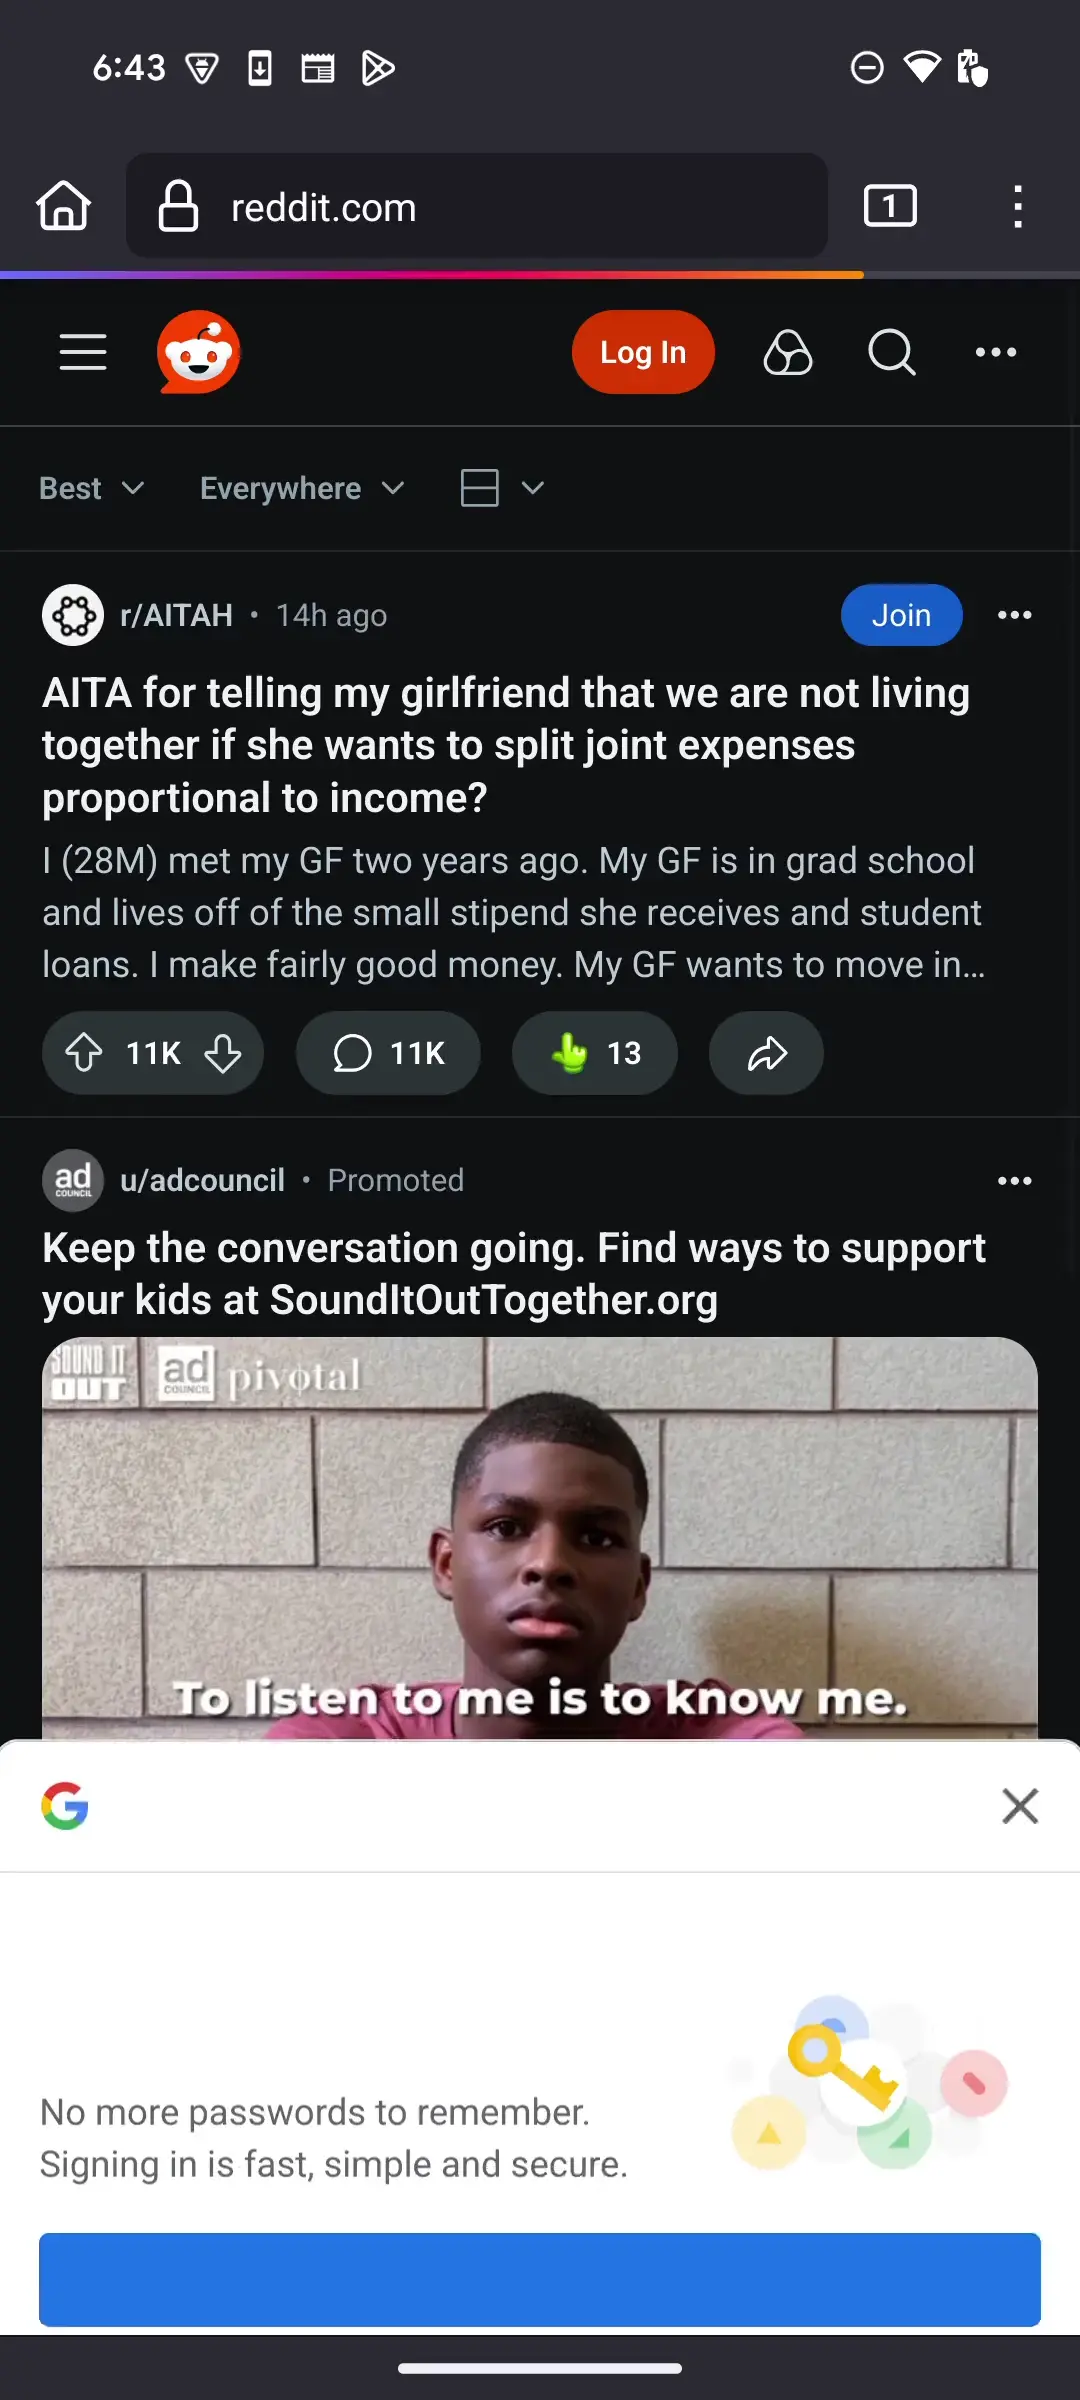 6:43
reddit.com
1
Log In
Best
Everywhere
r/AITAH • 14h ago
Join
AITA for telling my girlfriend that we are not living
together if she wants to split joint expenses
proportional to income?
I (28M) met my GF two years ago. My GF is in grad school
and lives off of the small stipend she receives and student
loans. I make fairly good money. My GF wants to move in...
11K
11K
13
ad
COUNCIL
u/adcouncil • Promoted
Keep the conversation going. Find ways to support
your kids at SoundItOutTogether.org
SOUND IT
OUT
ad
COUNCIL
pivotal
To listen to me is to know me.
No more passwords to remember.
Signing in is fast, simple and secure.